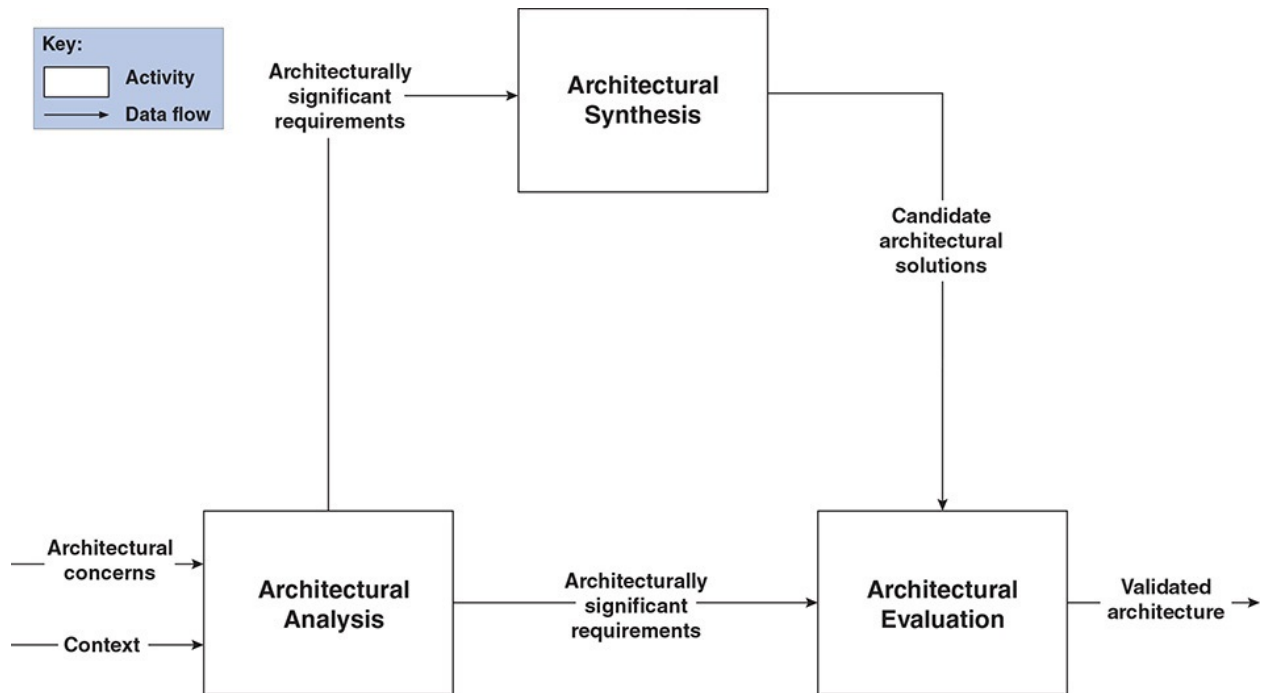 Key:
Activity
Data flow
Architecturally
significant
requirements
Architectural
Synthesis
Candidate
architectural
solutions
Architectural
concerns
Context
Architectural
Analysis
Architecturally
significant
requirements
Architectural
Evaluation
Validated
architecture